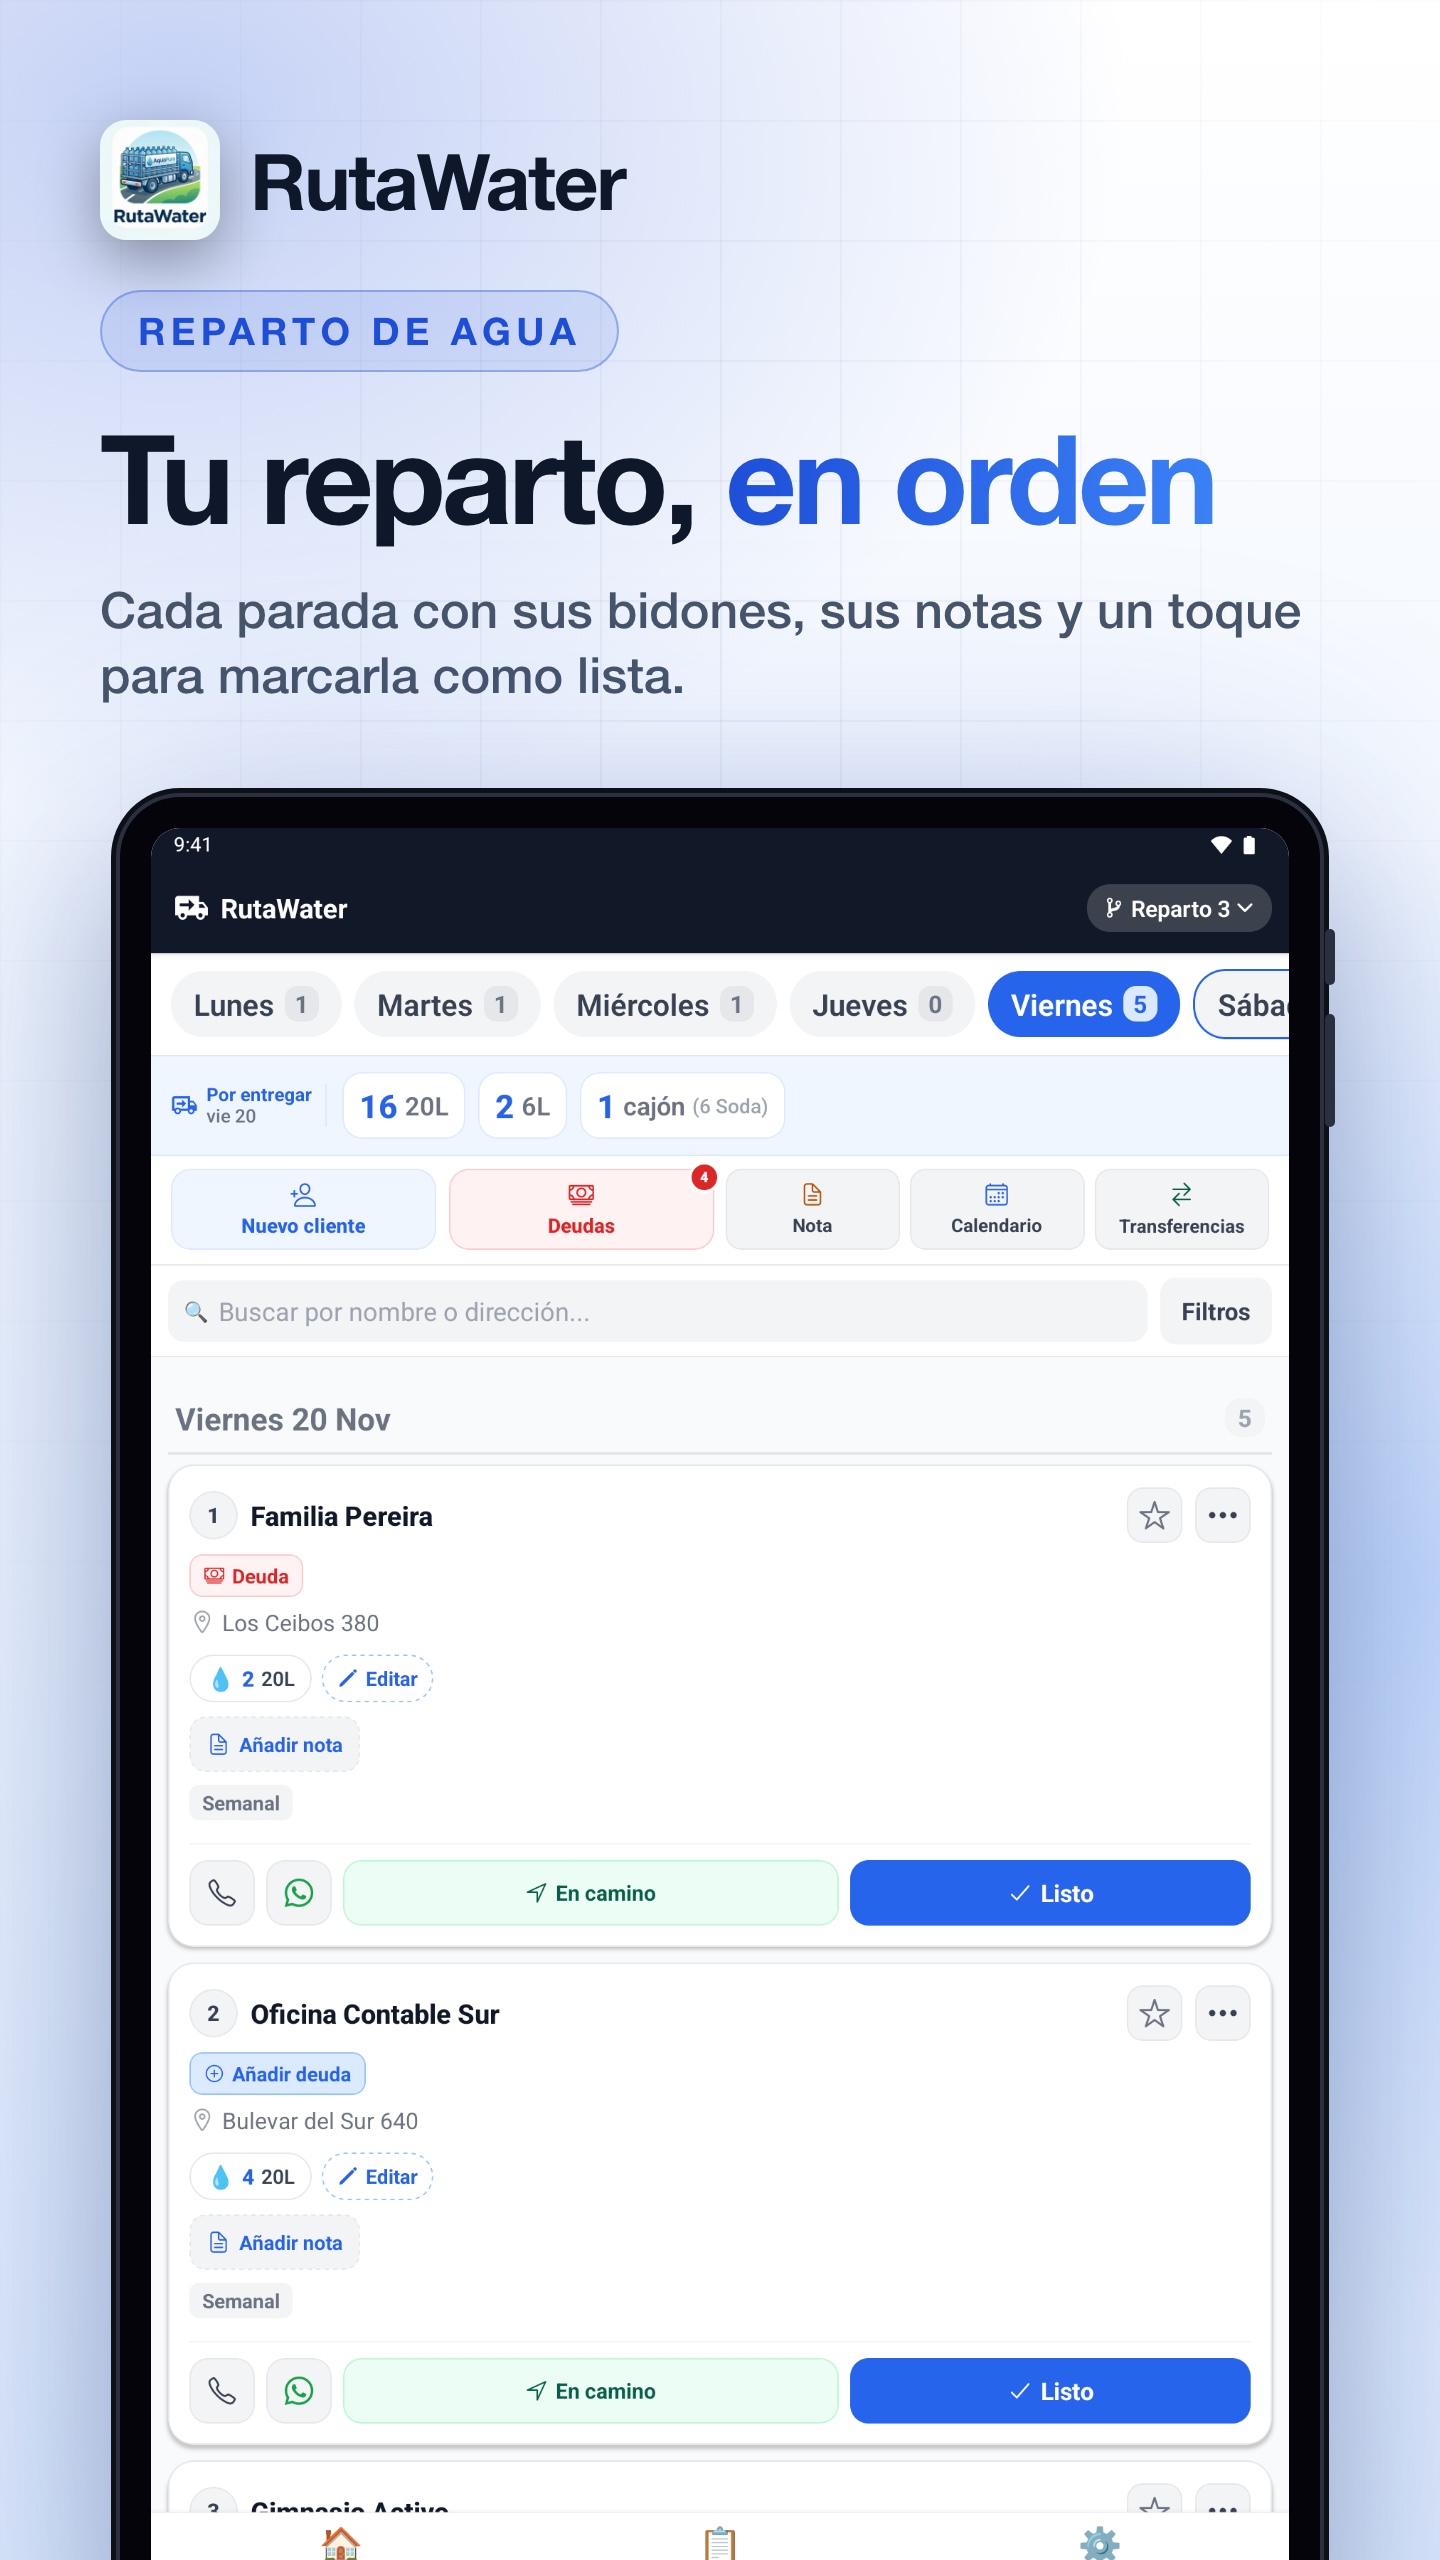 AquaPure
RutaWater
RutaWater
REPARTO DE AGUA
Tu reparto, en orden
Cada parada con sus bidones, sus notas y un toque
para marcarla como lista.
9:41
RutaWater
Reparto 3
Lunes 1 Martes 1 Miércoles 1 Jueves 0 Viernes 5 Sába
Por entregar
vie 20
16 20L 2 6L 1 cajón (6 Soda)
4
Nuevo cliente Deudas Nota Calendario Transferencias
Buscar por nombre o dirección... Filtros
Viernes 20 Nov 5
1 Familia Pereira
Deuda
Los Ceibos 380
2 20L Editar
Añadir nota
Semanal
En camino Listo
2 Oficina Contable Sur
Añadir deuda
Bulevar del Sur 640
4 20L Editar
Añadir nota
Semanal
En camino Listo
3 Gimnasio Activo